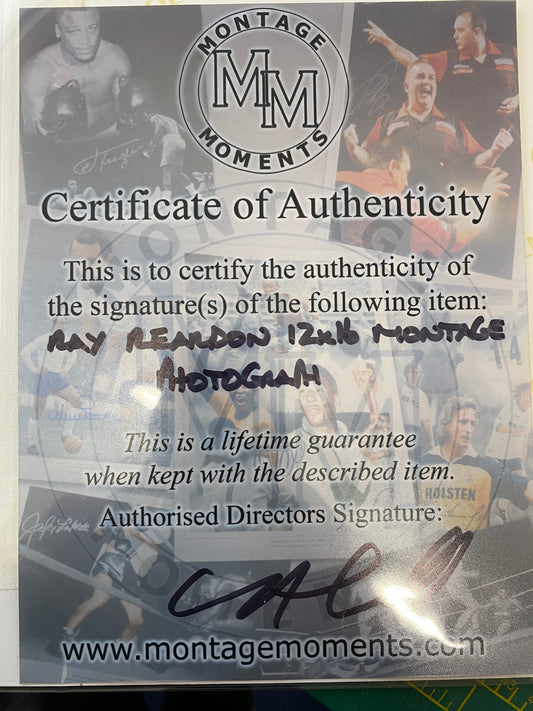 MONTAGE
MM
MOMENTS
Certificate of Authenticity
This is to certify the authenticity of
the signature(s) of the following item:
RAY REARDON 12x16 MONTAGE
PHOTOGRAPH
This is a lifetime guarantee
when kept with the described item.
HOLSTEN
Authorised Directors Signature:
www.montagemoments.com